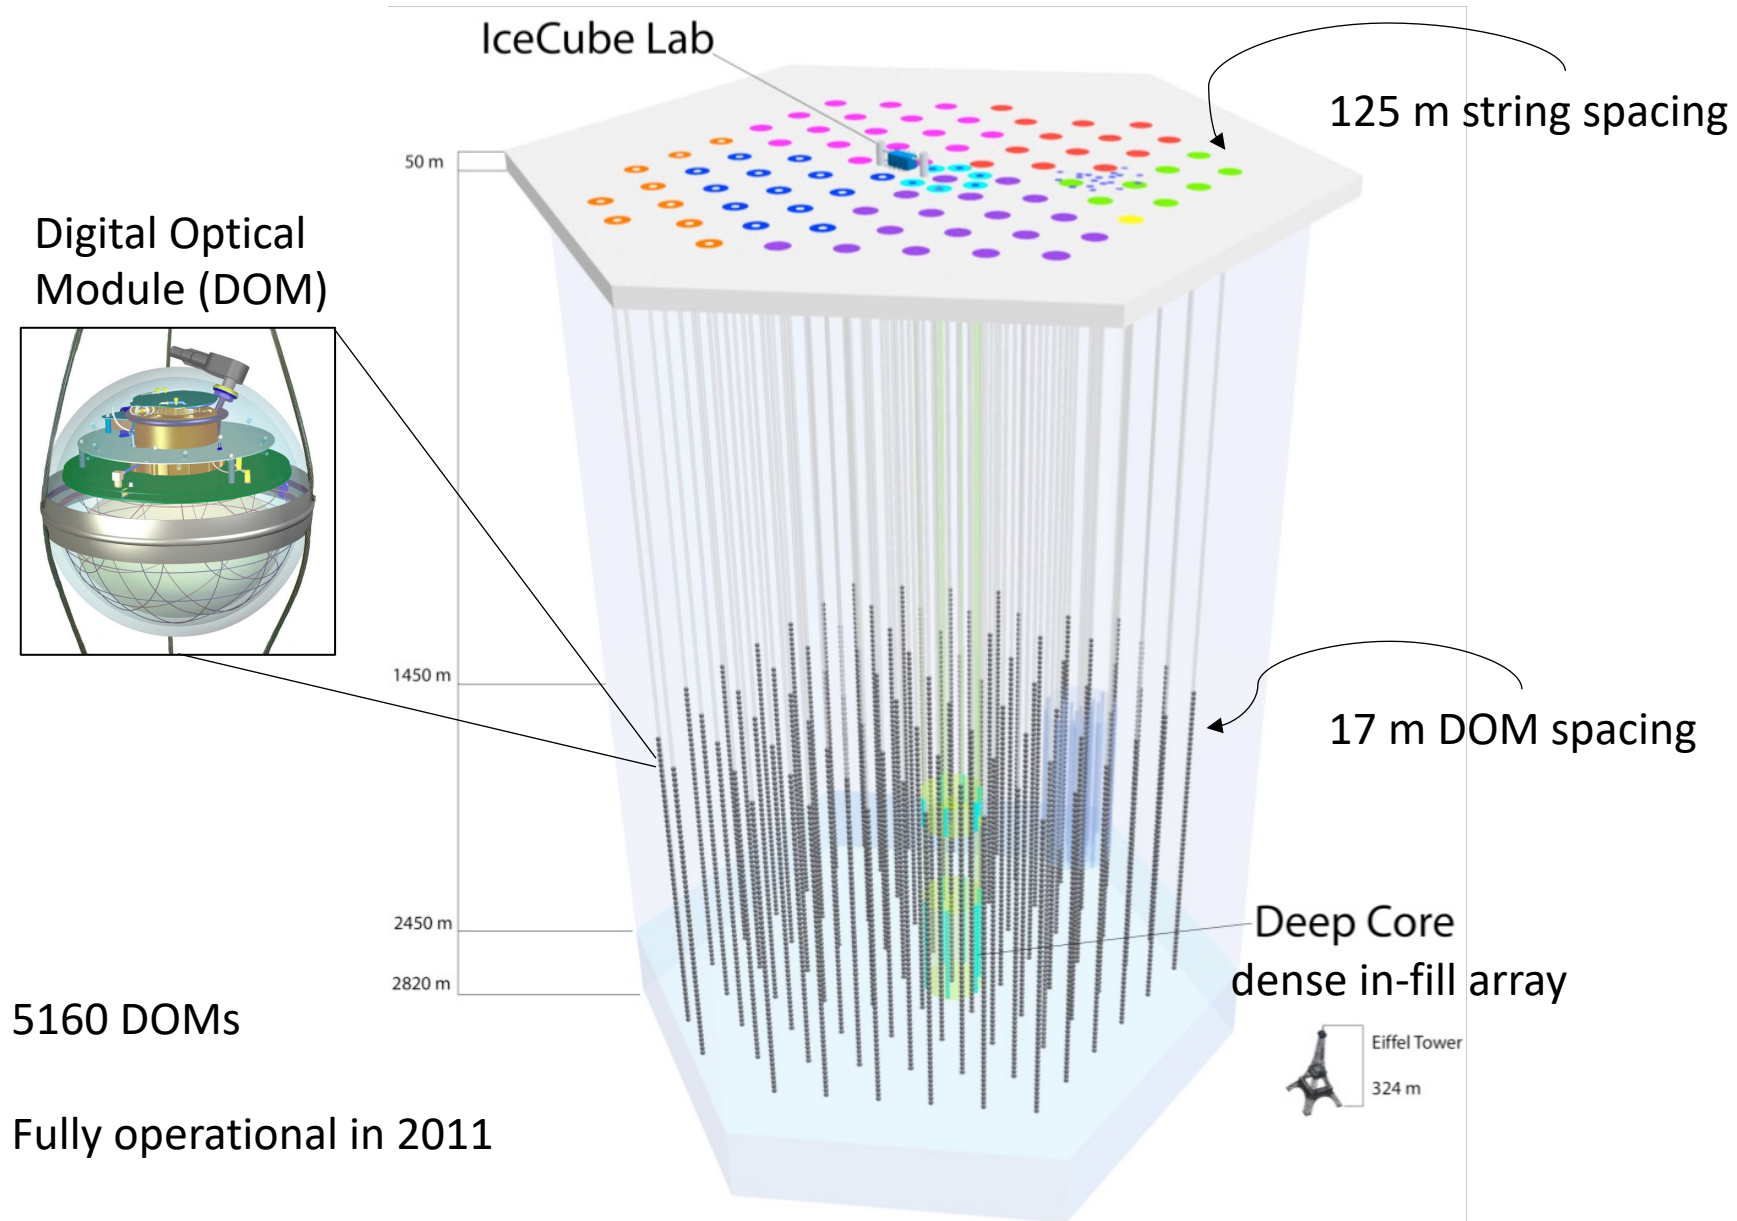 IceCube Lab
125 m string spacing
50 m
Digital Optical
Module (DOM)
1450 m
17 m DOM spacing
2450 m
Deep Core
dense in-fill array
2820 m
5160 DOMs
Eiffel Tower
324 m
Fully operational in 2011